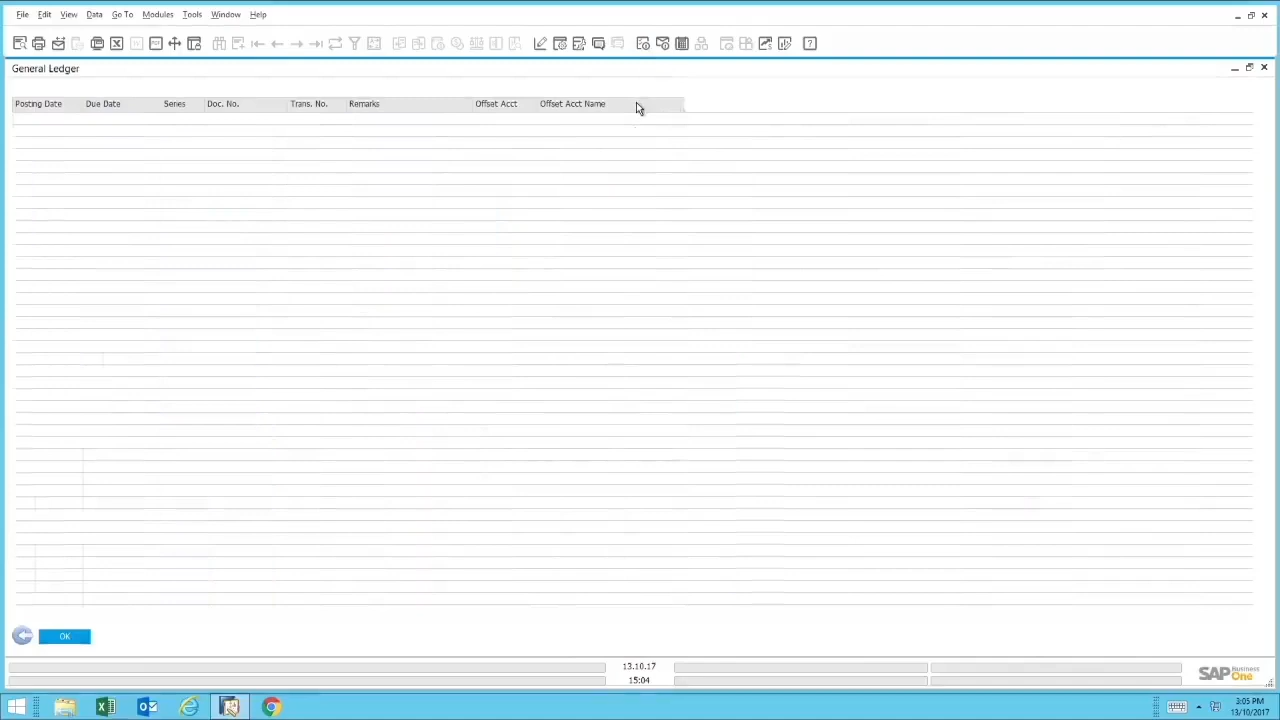 File Edit View Data Go To Modules Tools Window Help
General Ledger
Posting Date Due Date Series Doc. No. Trans. No. Remarks Offset Acct Offset Acct Name
OK
13.10.17
15:04
SAP Business One
3:05 PM
13/10/2017